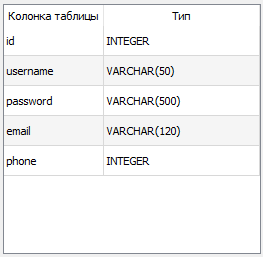 Колонка таблицы Тип
id INTEGER
username VARCHAR(50)
password VARCHAR(500)
email VARCHAR(120)
phone INTEGER